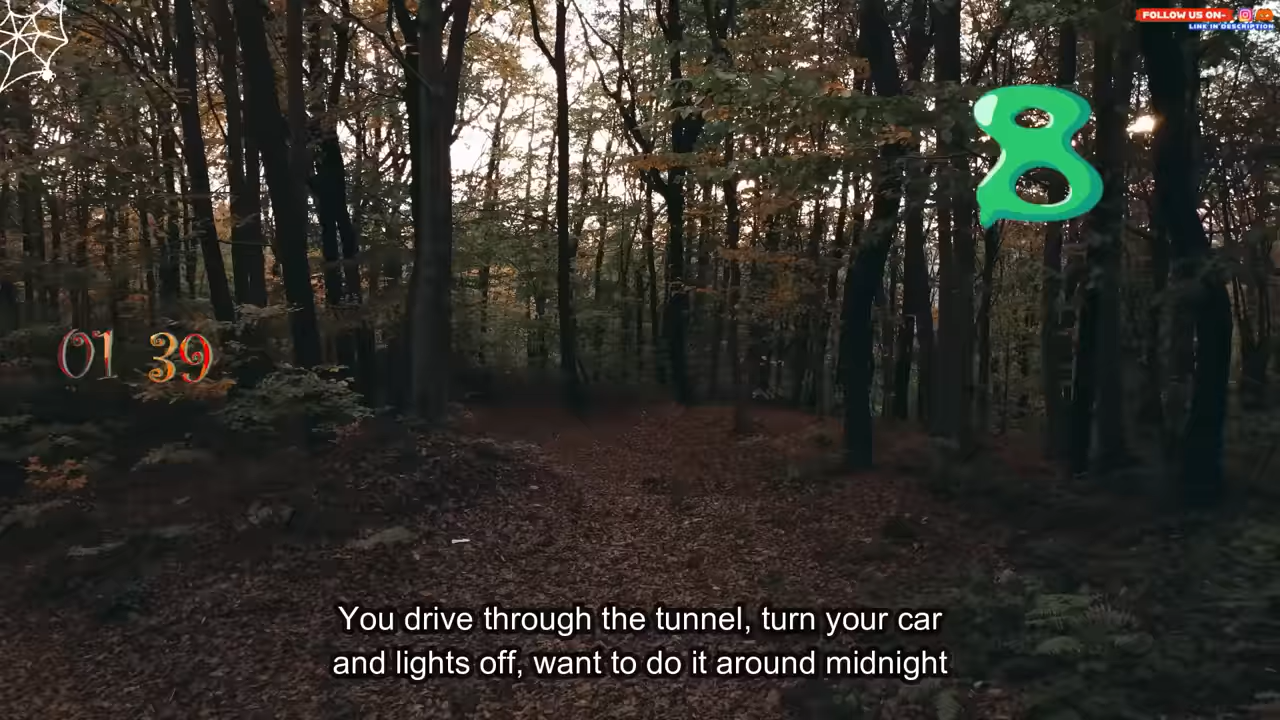 FOLLOW US ON-
LINK IN DESCRIPTION
8
01 39
You drive through the tunnel, turn your car
and lights off, want to do it around midnight